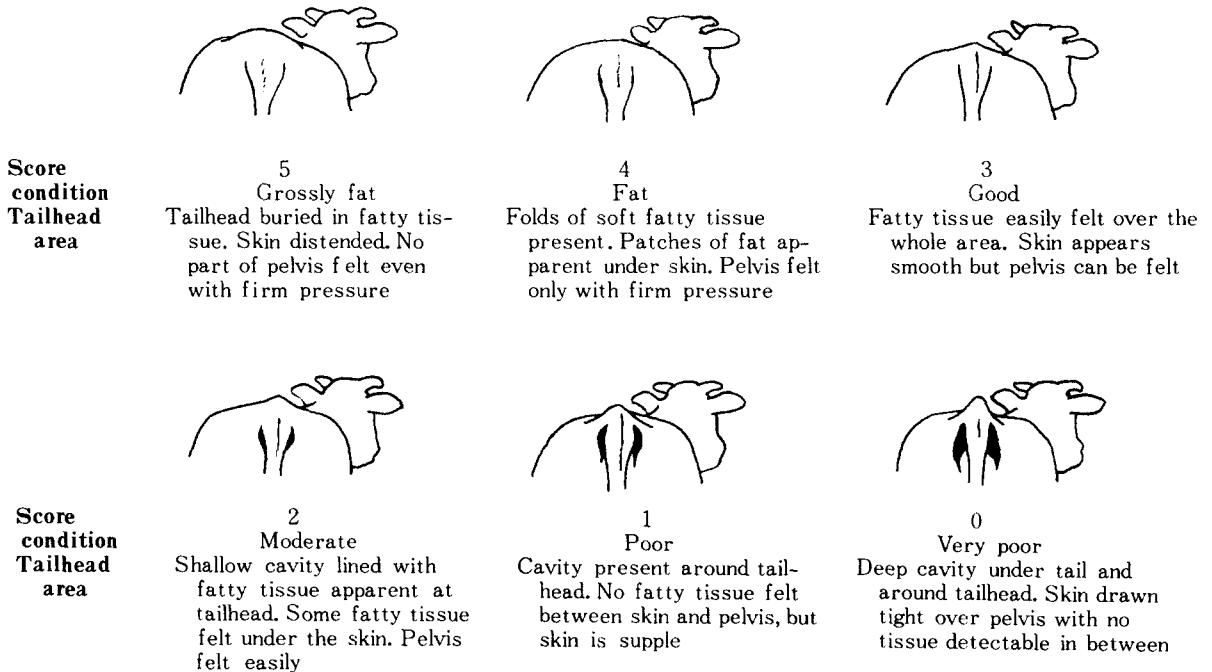 Score
condition
Tailhead
area
5
Grossly fat
Tailhead buried in fatty tis-
sue. Skin distended. No
part of pelvis felt even
with firm pressure
4
Fat
Folds of soft fatty tissue
present. Patches of fat ap-
parent under skin. Pelvis felt
only with firm pressure
3
Good
Fatty tissue easily felt over the
whole area. Skin appears
smooth but pelvis can be felt
Score
condition
Tailhead
area
2
Moderate
Shallow cavity lined with
fatty tissue apparent at
tailhead. Some fatty tissue
felt under the skin. Pelvis
felt easily
1
Poor
Cavity present around tail-
head. No fatty tissue felt
between skin and pelvis, but
skin is supple
0
Very poor
Deep cavity under tail and
around tailhead. Skin drawn
tight over pelvis with no
tissue detectable in between